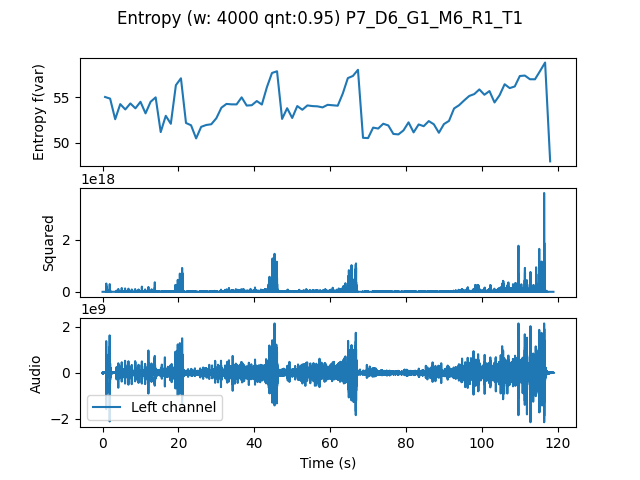 Entropy (w: 4000 qnt:0.95) P7_D6_G1_M6_R1_T1
Entropy f(var)
55
50
1e18
Squared
2
0
1e9
Audio
2
0
−2
Left channel
0 20 40 60 80 100 120
Time (s)